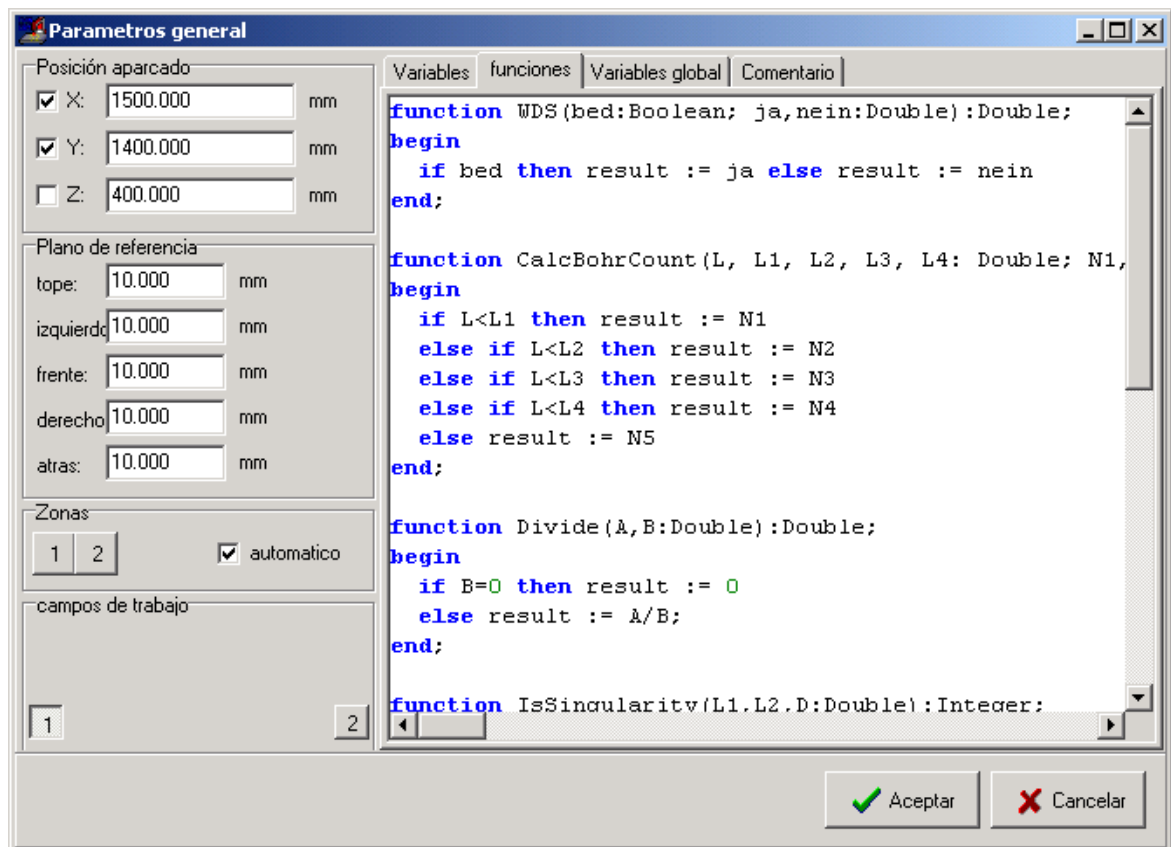 Parametros general
Posición aparcado
X: 1500.000 mm
Y: 1400.000 mm
Z: 400.000 mm
Plano de referencia
tope: 10.000 mm
izquierdo 10.000 mm
frente: 10.000 mm
derecho 10.000 mm
atras: 10.000 mm
Zonas
1 2 automatico
campos de trabajo
1 2
Variables funciones Variables global Comentario
function WDS(bed:Boolean; ja,nein:Double):Double;
begin
if bed then result := ja else result := nein
end;
function CalcBohrCount(L, L1, L2, L3, L4: Double; N1,
begin
if L<L1 then result := N1
else if L<L2 then result := N2
else if L<L3 then result := N3
else if L<L4 then result := N4
else result := N5
end;
function Divide(A,B:Double):Double;
begin
if B=0 then result := 0
else result := A/B;
end;
function IsSingularity(L1,L2,D:Double):Integer;
Aceptar Cancelar